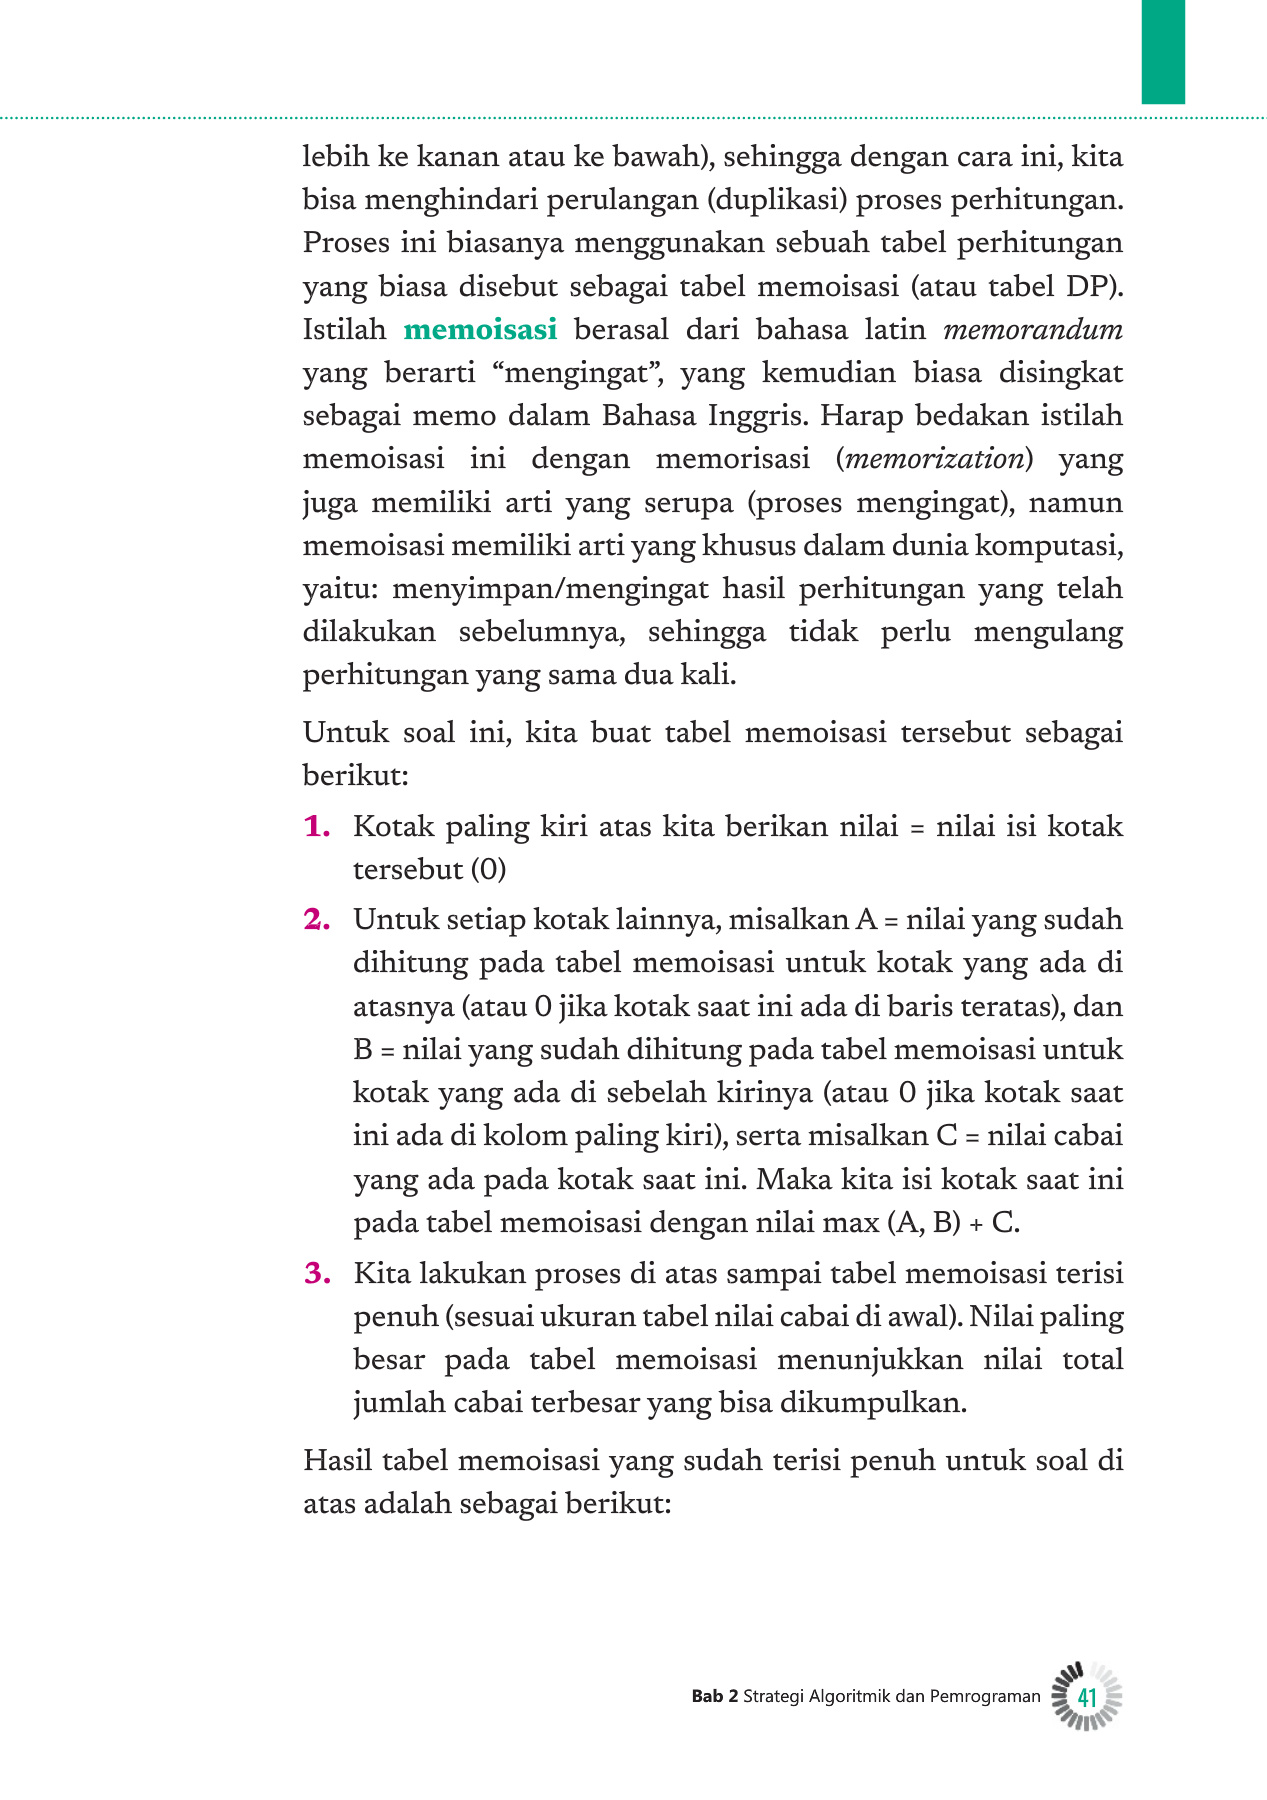 lebih ke kanan atau ke bawah), sehingga dengan cara ini, kita
bisa menghindari perulangan (duplikasi) proses perhitungan.
Proses ini biasanya menggunakan sebuah tabel perhitungan
yang biasa disebut sebagai tabel memoisasi (atau tabel DP).
Istilah memoisasi berasal dari bahasa latin memorandum
yang berarti “mengingat”, yang kemudian biasa disingkat
sebagai memo dalam Bahasa Inggris. Harap bedakan istilah
memoisasi ini dengan memorisasi (memorization) yang
juga memiliki arti yang serupa (proses mengingat), namun
memoisasi memiliki arti yang khusus dalam dunia komputasi,
yaitu: menyimpan/mengingat hasil perhitungan yang telah
dilakukan sebelumnya, sehingga tidak perlu mengulang
perhitungan yang sama dua kali.
Untuk soal ini, kita buat tabel memoisasi tersebut sebagai
berikut:
1. Kotak paling kiri atas kita berikan nilai = nilai isi kotak
tersebut (0)
2. Untuk setiap kotak lainnya, misalkan A = nilai yang sudah
dihitung pada tabel memoisasi untuk kotak yang ada di
atasnya (atau 0 jika kotak saat ini ada di baris teratas), dan
B = nilai yang sudah dihitung pada tabel memoisasi untuk
kotak yang ada di sebelah kirinya (atau 0 jika kotak saat
ini ada di kolom paling kiri), serta misalkan C = nilai cabai
yang ada pada kotak saat ini. Maka kita isi kotak saat ini
pada tabel memoisasi dengan nilai max (A, B) + C.
3. Kita lakukan proses di atas sampai tabel memoisasi terisi
penuh (sesuai ukuran tabel nilai cabai di awal). Nilai paling
besar pada tabel memoisasi menunjukkan nilai total
jumlah cabai terbesar yang bisa dikumpulkan.
Hasil tabel memoisasi yang sudah terisi penuh untuk soal di
atas adalah sebagai berikut:
Bab 2 Strategi Algoritmik dan Pemrograman 41